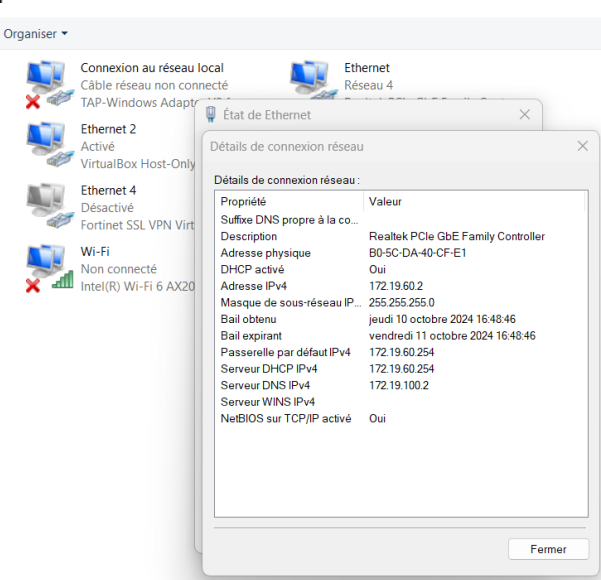 Organiser
Connexion au réseau local
Câble réseau non connecté
TAP-Windows
Ethernet
Réseau 4
Ethernet 2
Activé
VirtualBox Host-Only
Ethernet 4
Désactivé
Fortinet SSL VPN Virt
Wi-Fi
Non connecté
Intel(R) Wi-Fi 6 AX20
État de Ethernet
Détails de connexion réseau
Détails de connexion réseau :
Propriété Valeur
Suffixe DNS propre à la co...
Description Realtek PCIe GbE Family Controller
Adresse physique B0-5C-DA-40-CF-E1
DHCP activé Oui
Adresse IPv4 172.19.60.2
Masque de sous-réseau IP... 255.255.255.0
Bail obtenu jeudi 10 octobre 2024 16:48:46
Bail expirant vendredi 11 octobre 2024 16:48:46
Passerelle par défaut IPv4 172.19.60.254
Serveur DHCP IPv4 172.19.60.254
Serveur DNS IPv4 172.19.100.2
Serveur WINS IPv4
NetBIOS sur TCP/IP activé Oui
Fermer